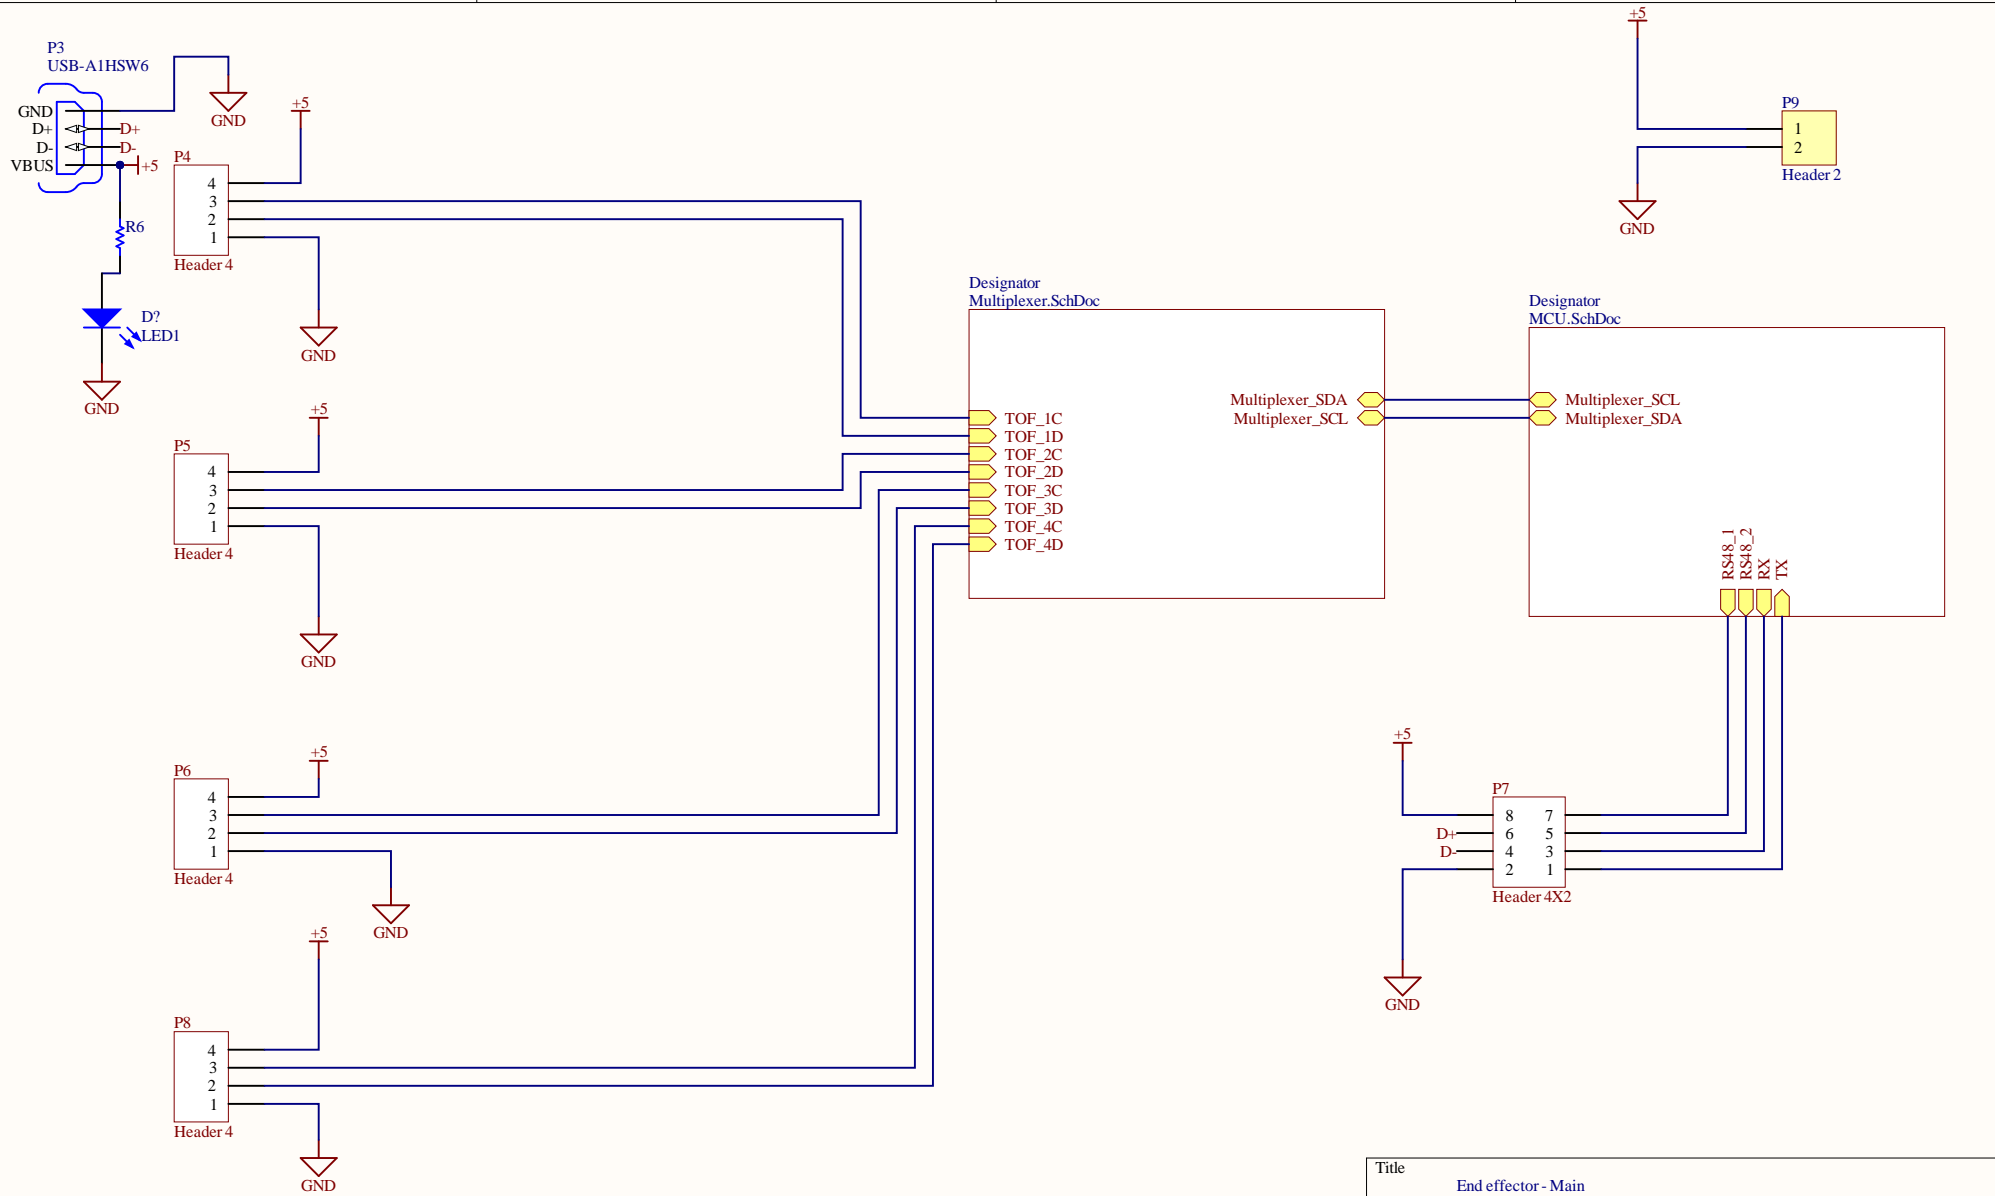 P3
USB-A1HSW6
GND
D+
D-
VBUS
D+
D-
+5
GND
R6
D?
LED1
GND
+5
P4
4
3
2
1
Header 4
GND
+5
P5
4
3
2
1
Header 4
GND
+5
P6
4
3
2
1
Header 4
GND
+5
P8
4
3
2
1
Header 4
GND
Designator
Multiplexer.SchDoc
TOF_1C
TOF_1D
TOF_2C
TOF_2D
TOF_3C
TOF_3D
TOF_4C
TOF_4D
Multiplexer_SDA
Multiplexer_SCL
Designator
MCU.SchDoc
Multiplexer_SCL
Multiplexer_SDA
RS48_1
RS48_2
RX
TX
+5
P9
1
2
Header 2
GND
+5
P7
8 7
D+ 6 5
D- 4 3
2 1
Header 4X2
GND
Title
End effector - Main